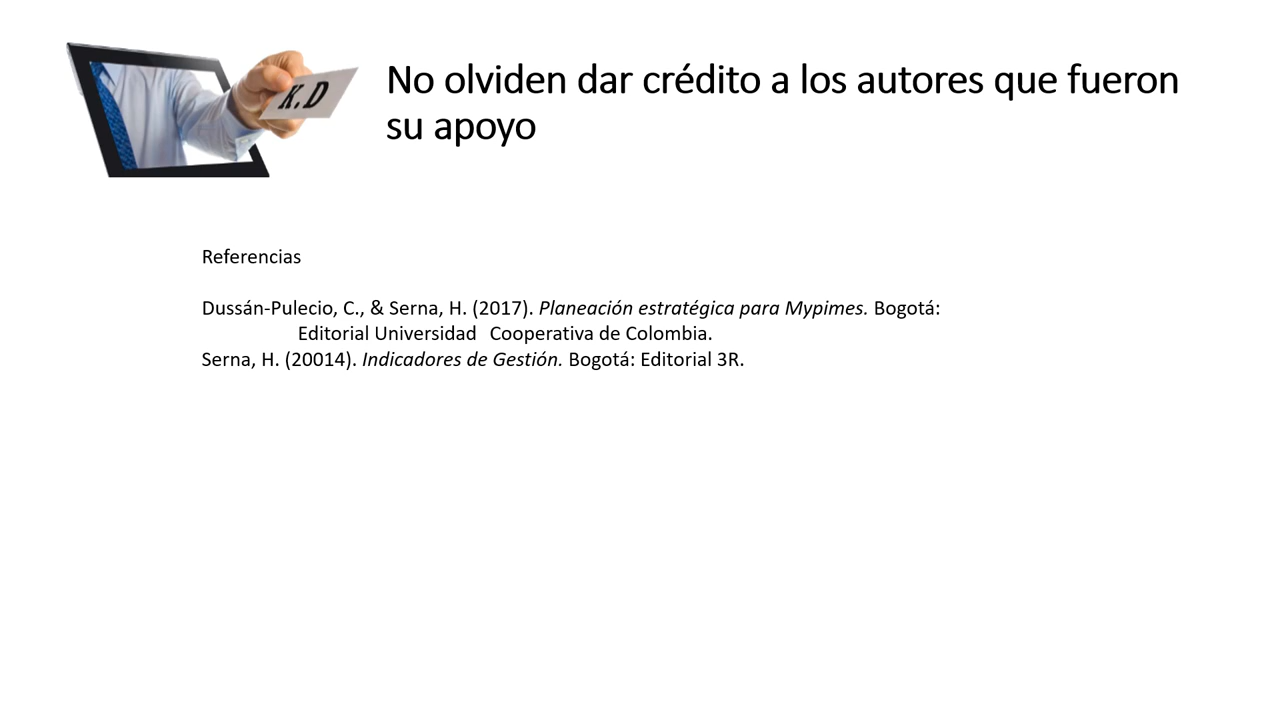 K.D
No olviden dar crédito a los autores que fueron
su apoyo
Referencias
Dussán-Pulecio, C., & Serna, H. (2017). Planeación estratégica para Mypimes. Bogotá:
Editorial Universidad Cooperativa de Colombia.
Serna, H. (20014). Indicadores de Gestión. Bogotá: Editorial 3R.